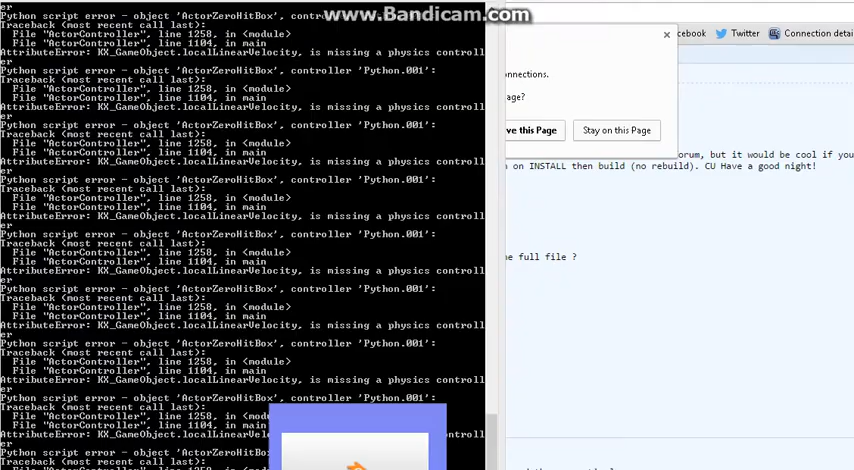 er
www.Bandicam.com
Python script error - object 'ActorZeroHitBox', control
Traceback (most recent call last):
File "ActorController", line 1258, in <module>
File "ActorController", line 1104, in main
AttributeError: KX_GameObject.localLinearVelocity, is missing a physics controll
er
Python script error - object 'ActorZeroHitBox', controller 'Python.001':
Traceback (most recent call last):
File "ActorController", line 1258, in <module>
File "ActorController", line 1104, in main
AttributeError: KX_GameObject.localLinearVelocity, is missing a physics controll
er
Python script error - object 'ActorZeroHitBox', controller 'Python.001':
Traceback (most recent call last):
File "ActorController", line 1258, in <module>
File "ActorController", line 1104, in main
AttributeError: KX_GameObject.localLinearVelocity, is missing a physics controll
er
Python script error - object 'ActorZeroHitBox', controller 'Python.001':
Traceback (most recent call last):
File "ActorController", line 1258, in <module>
File "ActorController", line 1104, in main
AttributeError: KX_GameObject.localLinearVelocity, is missing a physics controll
er
Python script error - object 'ActorZeroHitBox', controller 'Python.001':
Traceback (most recent call last):
File "ActorController", line 1258, in <module>
File "ActorController", line 1104, in main
AttributeError: KX_GameObject.localLinearVelocity, is missing a physics controll
er
Python script error - object 'ActorZeroHitBox', controller 'Python.001':
Traceback (most recent call last):
File "ActorController", line 1258, in <module>
File "ActorController", line 1104, in main
AttributeError: KX_GameObject.localLinearVelocity, is missing a physics controll
er
Python script error - object 'ActorZeroHitBox', controller 'Python.001':
Traceback (most recent call last):
File "ActorController", line 1258, in <module>
File "ActorController", line 1104, in main
AttributeError: KX_GameObject.localLinearVelocity, is missing a physics controll
er
Python script error - object 'ActorZeroHitBox', controller 'Python.001':
Traceback (most recent call last):
File "ActorController", line 1258, in <mod
File "ActorController", line 1104, in main
AttributeError: KX_GameObject.localL
ty, is missing a physics controll
er
Python script error - object 'ActorZeroHitBox
controller 'Python.001':
Traceback (most recent call last):
cebook Twitter Connection detai
nnections.
age?
ve this Page Stay on this Page
orum, but it would be cool if you
n on INSTALL then build (no rebuild). CU Have a good night!
he full file ?